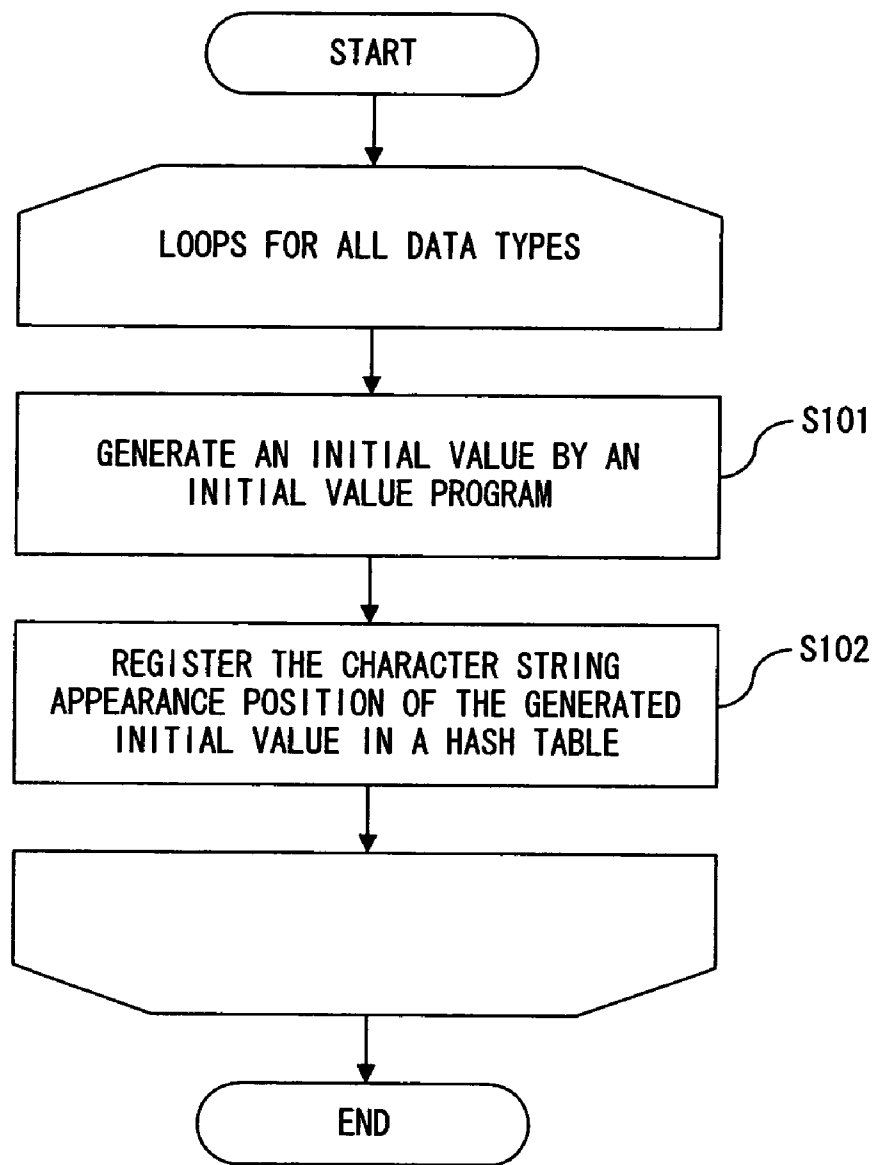 START
LOOPS FOR ALL DATA TYPES
GENERATE AN INITIAL VALUE BY AN
INITIAL VALUE PROGRAM
S101
REGISTER THE CHARACTER STRING
APPEARANCE POSITION OF THE GENERATED
INITIAL VALUE IN A HASH TABLE
S102
END